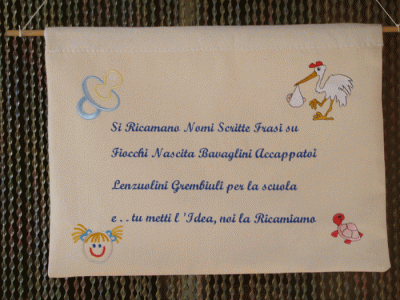 Si Ricamano Nomi Scritte Frasi su
Fiocchi Nascita Bavaglini Accappatoi
Lenzuolini Grembiuli per la scuola
e . . tu metti l 'Idea, noi la Ricamiamo